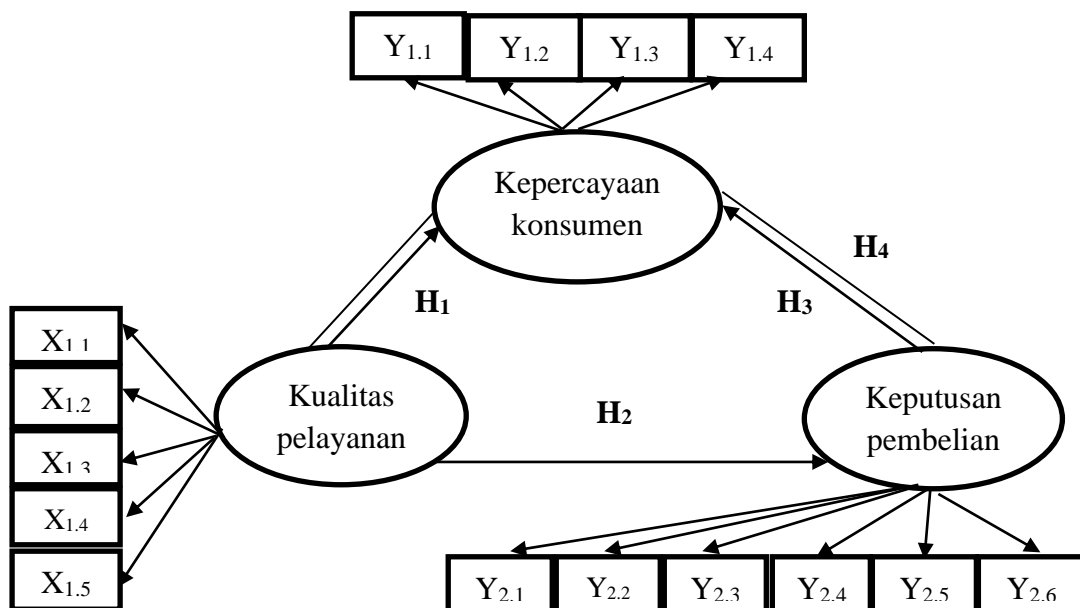 Y1.1 Y1.2 Y1.3 Y1.4
Kepercayaan
konsumen
H4
H1
H3
X1.1
X1.2
X1.3
X1.4
X1.5
Kualitas
pelayanan
H2
Keputusan
pembelian
Y2.1 Y2.2 Y2.3 Y2.4 Y2.5 Y2.6